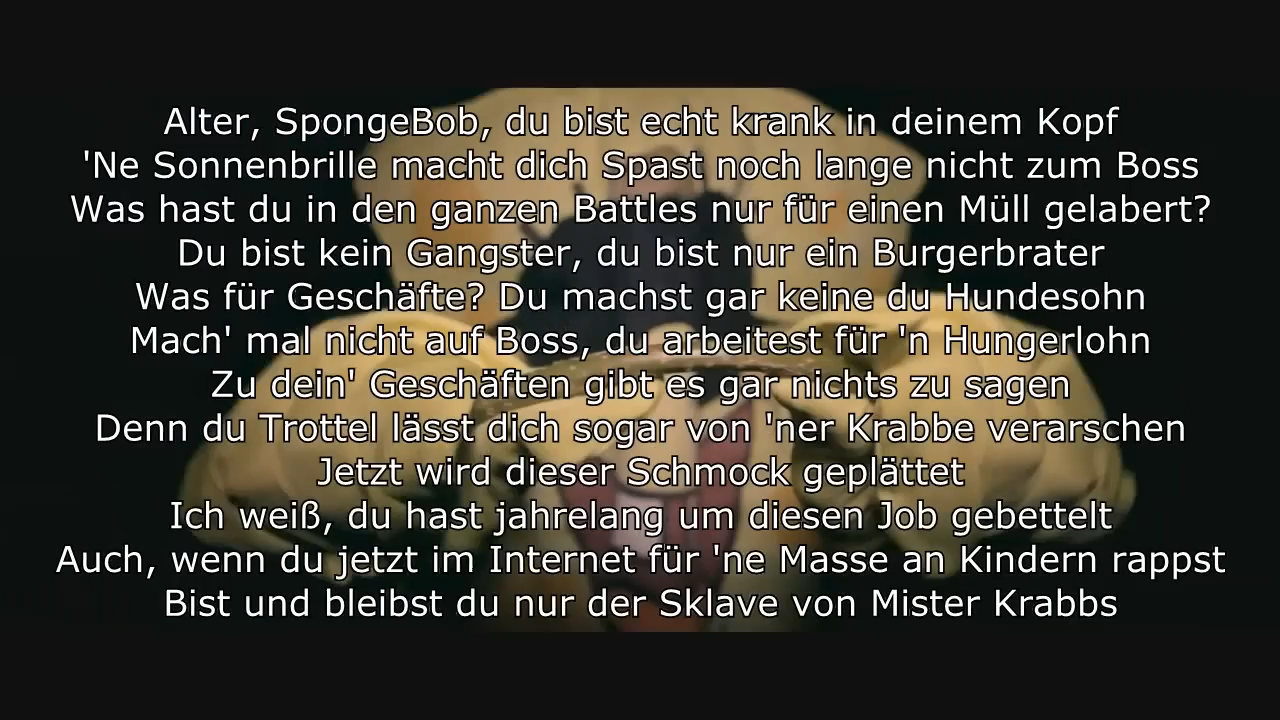 Alter, SpongeBob, du bist echt krank in deinem Kopf
'Ne Sonnenbrille macht dich Spast noch lange nicht zum Boss
Was hast du in den ganzen Battles nur für einen Müll gelabert?
Du bist kein Gangster, du bist nur ein Burgerbrater
Was für Geschäfte? Du machst gar keine du Hundesohn
Mach' mal nicht auf Boss, du arbeitest für 'n Hungerlohn
Zu dein' Geschäften gibt es gar nichts zu sagen
Denn du Trottel lässt dich sogar von 'ner Krabbe verarschen
Jetzt wird dieser Schmock geplättet
Ich weiß, du hast jahrelang um diesen Job gebettelt
Auch, wenn du jetzt im Internet für 'ne Masse an Kindern rappst
Bist und bleibst du nur der Sklave von Mister Krabbs